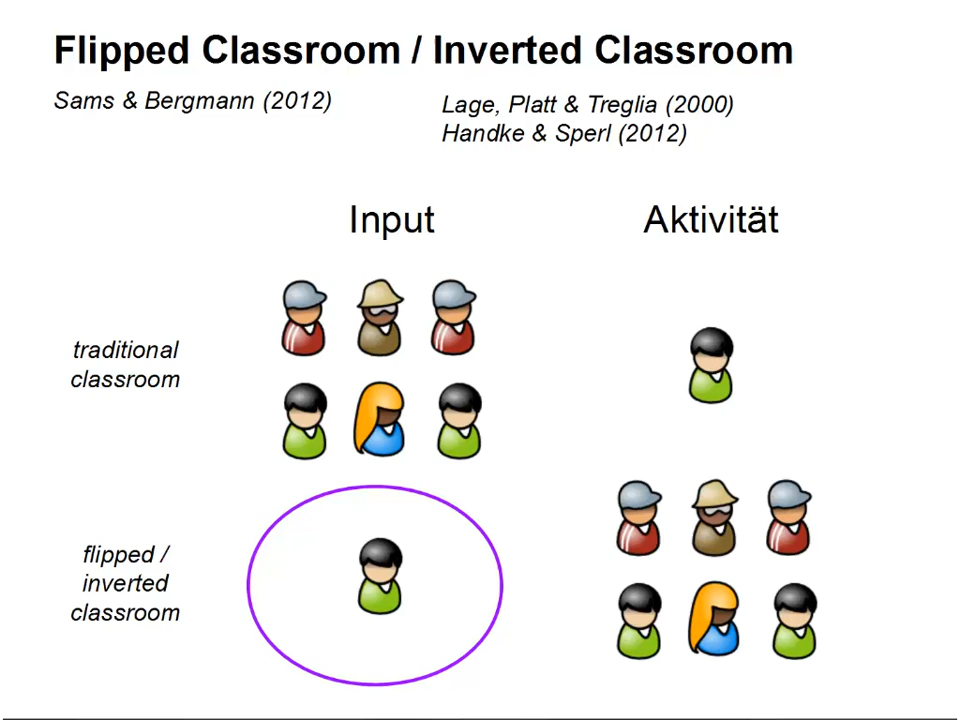 Flipped Classroom / Inverted Classroom
Sams & Bergmann (2012)
Lage, Platt & Treglia (2000)
Handke & Sperl (2012)
Input
Aktivität
traditional
classroom
flipped /
inverted
classroom